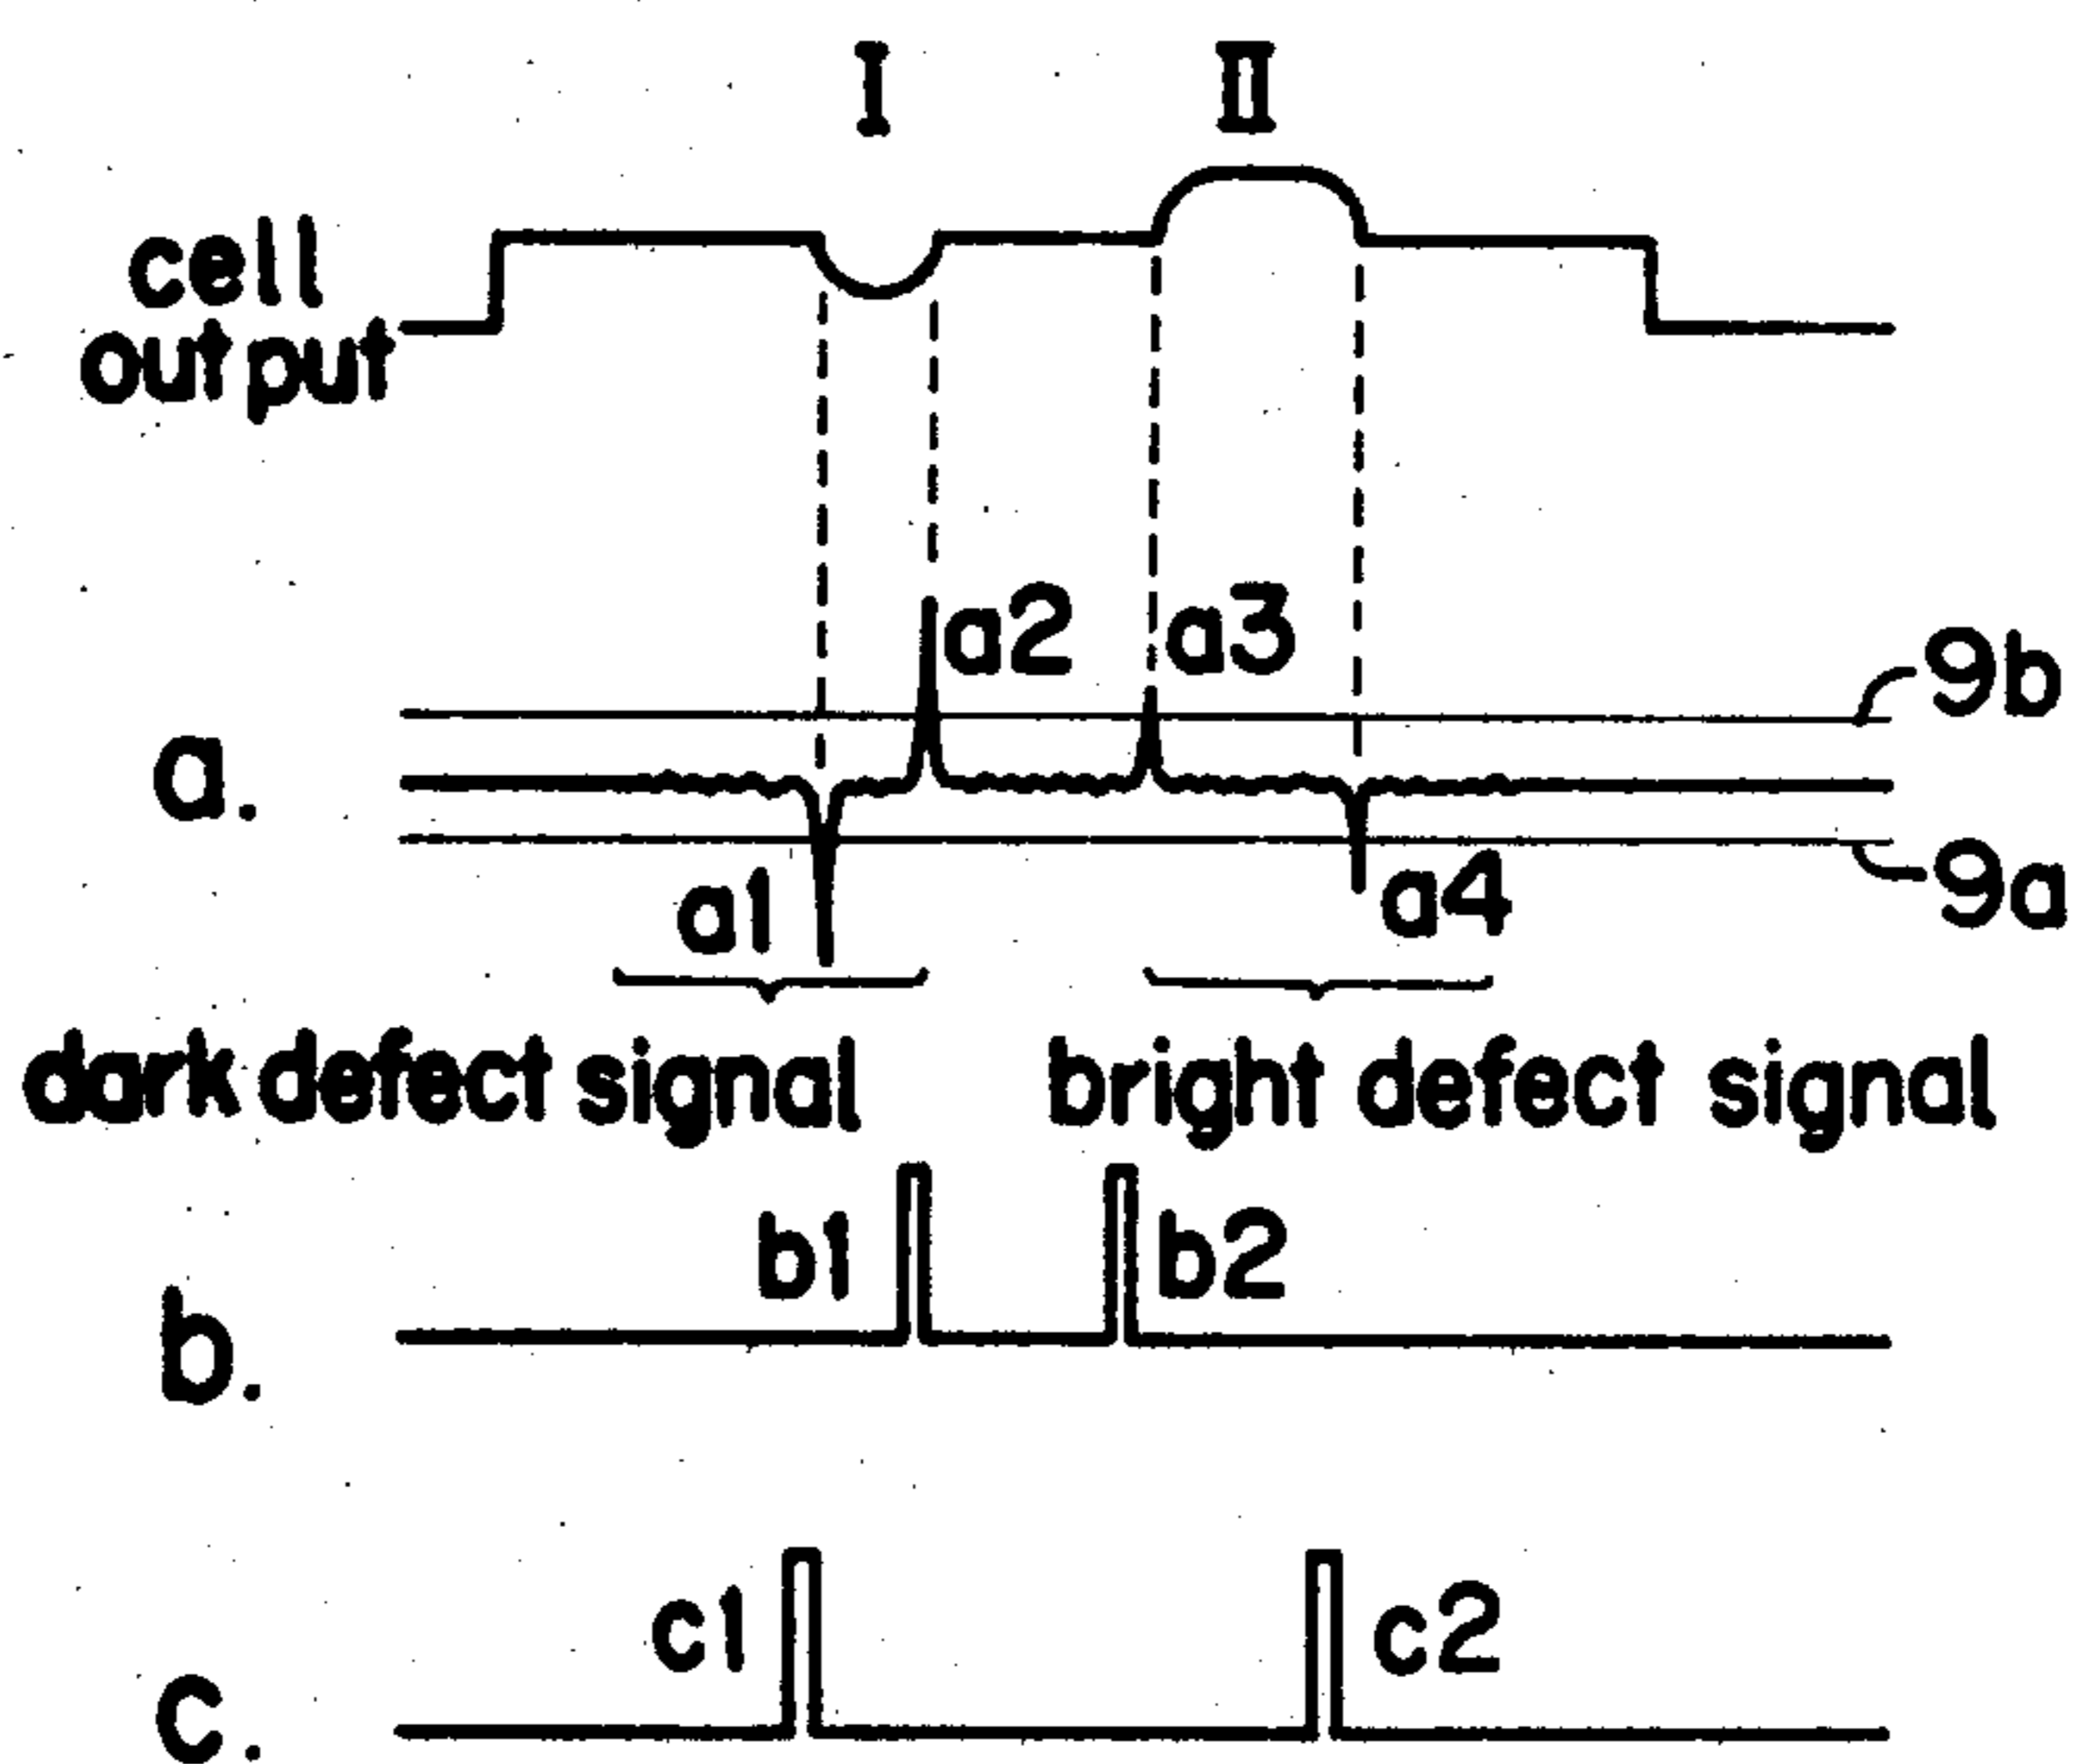 I II
cell
output
a2 a3
9b
a.
a1 a4 9a
dark defect signal bright defect signal
b1 b2
b.
c1 c2
c.